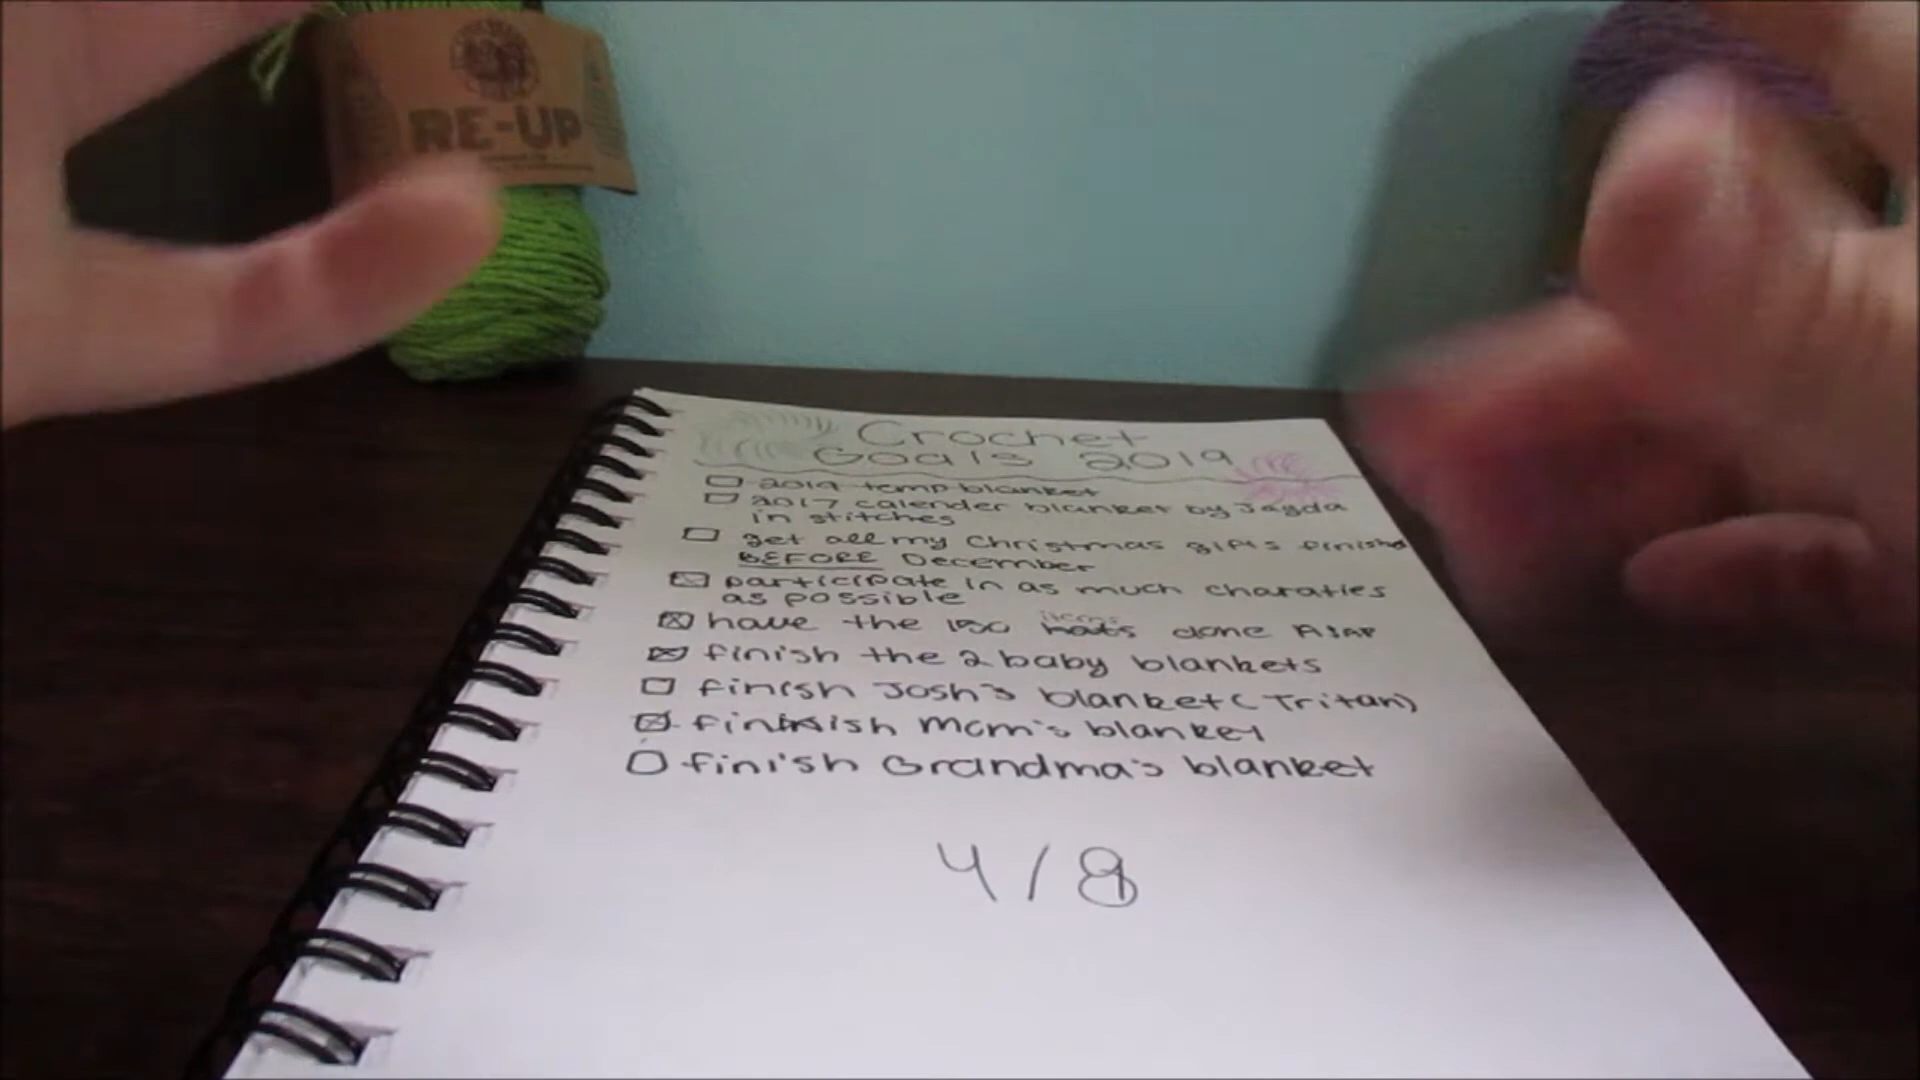 RE-UP
Crochet
Goals 2019
2019 temp blanket
2017 calender blanket by Jayda
in stitches
get all my Christmas gifts finished
BEFORE December
participate in as much charaties
as possible
items
have the 150 hats done ASAP
finish the 2 baby blankets
finish Josh's blanket (Tritan)
finish Mom's blanket
finish Grandma's blanket
4/8